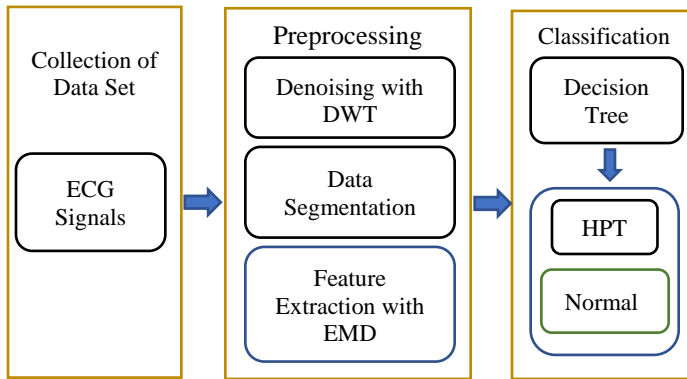 Collection of
Data Set
ECG
Signals
Preprocessing
Denoising with
DWT
Data
Segmentation
Feature
Extraction with
EMD
Classification
Decision
Tree
HPT
Normal